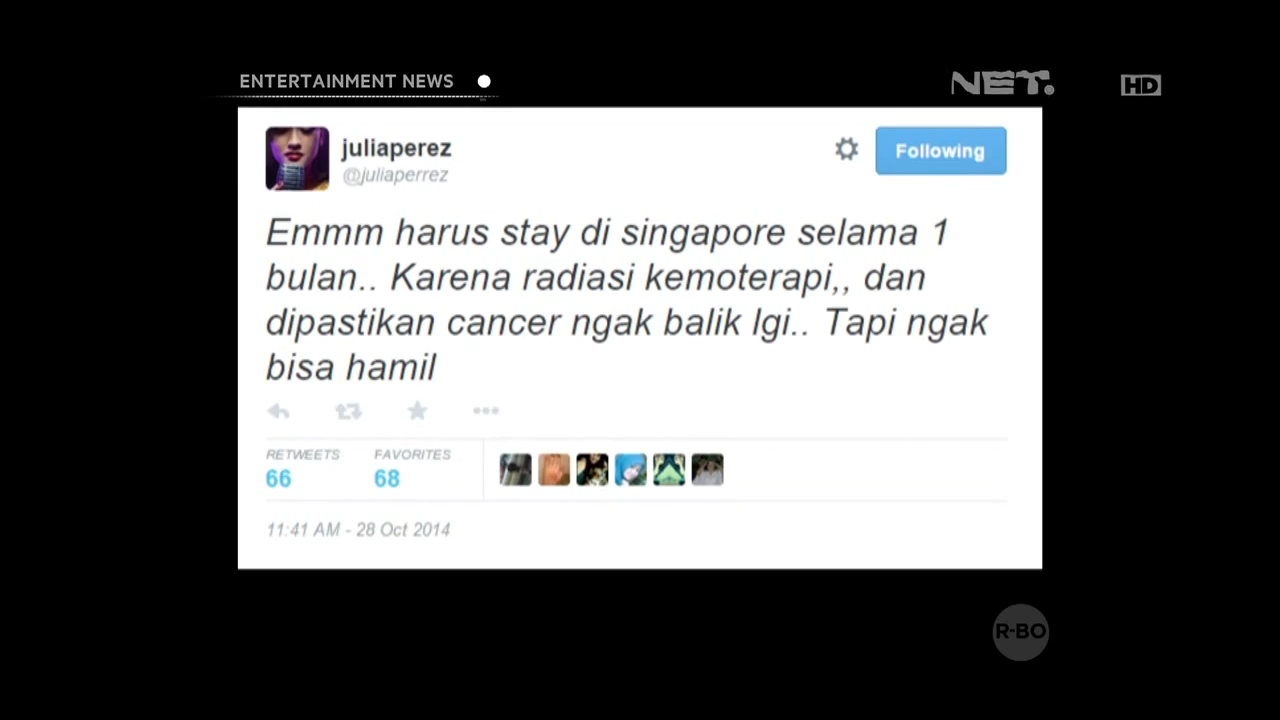 ENTERTAINMENT NEWS
NET.
HD
juliaperez
@juliaperrez
Following
Emmm harus stay di singapore selama 1
bulan.. Karena radiasi kemoterapi,, dan
dipastikan cancer ngak balik lgi.. Tapi ngak
bisa hamil
RETWEETS
66
FAVORITES
68
11:41 AM - 28 Oct 2014
R-BO